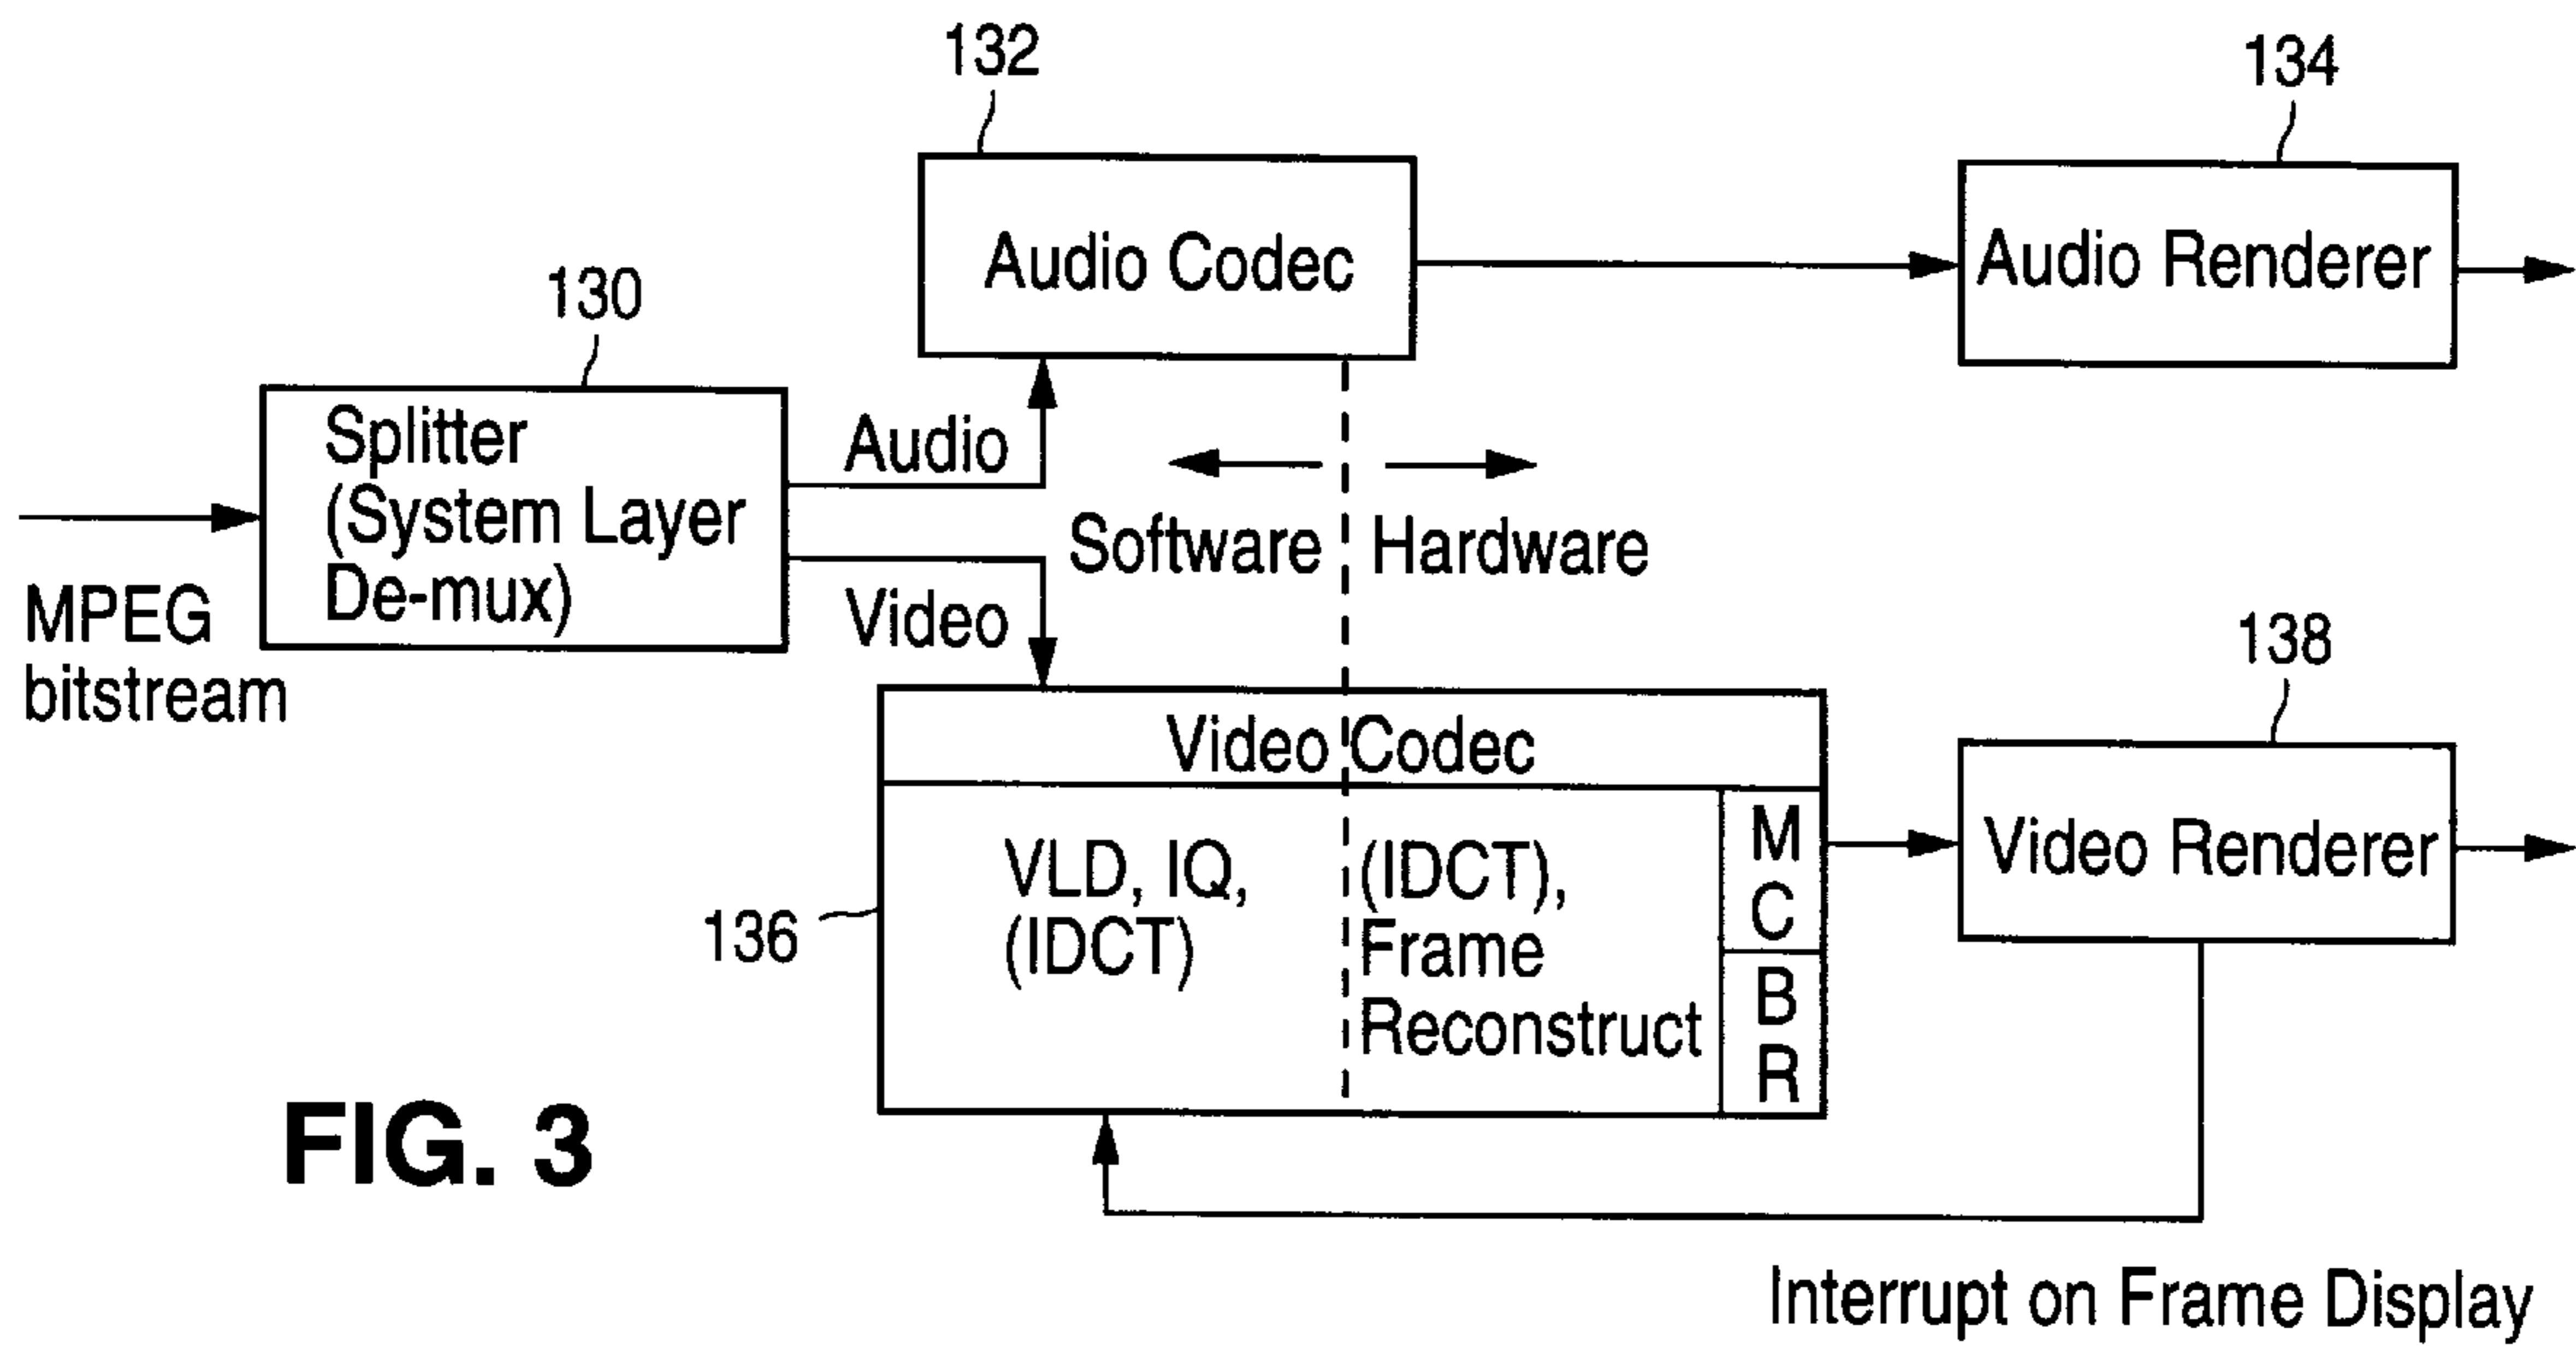 132
134
Audio Codec
Audio Renderer
130
Splitter
(System Layer
De-mux)
Audio
Video
Software
Hardware
MPEG
bitstream
138
Video Codec
VLD, IQ,
(IDCT)
(IDCT),
Frame
Reconstruct
M
C
B
R
Video Renderer
136
FIG. 3
Interrupt on Frame Display